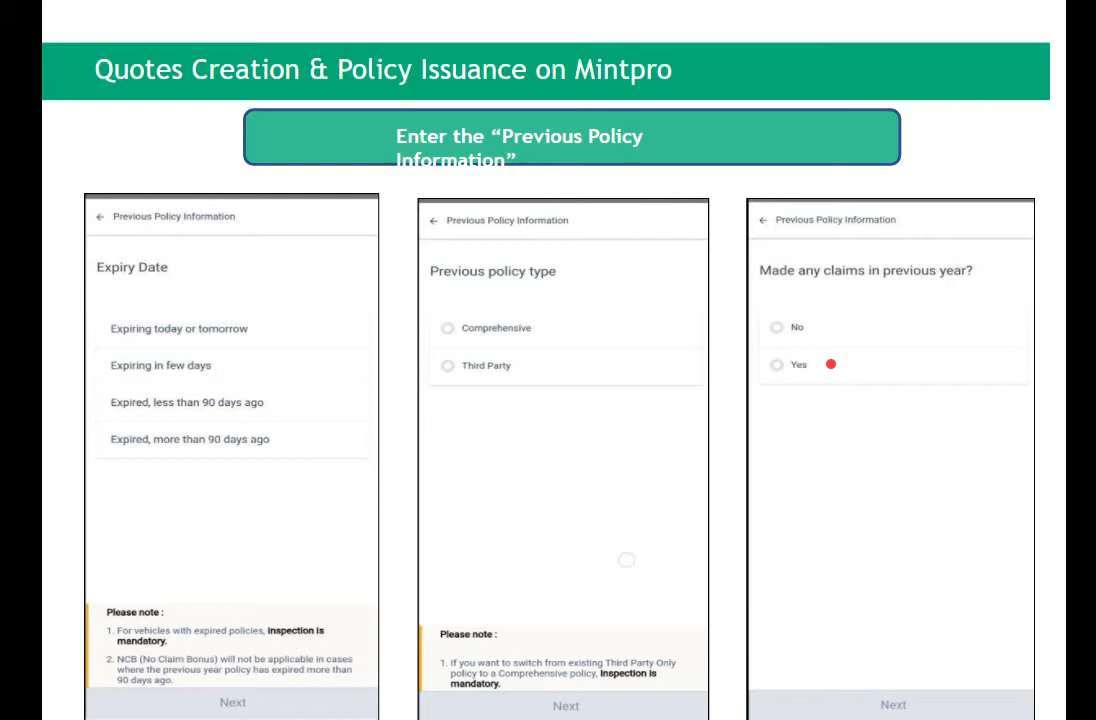 Quotes Creation & Policy Issuance on Mintpro
Enter the “Previous Policy
Information”
← Previous Policy Information
Expiry Date
Expiring today or tomorrow
Expiring in few days
Expired, less than 90 days ago
Expired, more than 90 days ago
Please note :
1. For vehicles with expired policies, inspection is
mandatory.
2. NCB (No Claim Bonus) will not be applicable in cases
where the previous year policy has expired more than
90 days ago.
Next
← Previous Policy Information
Previous policy type
Comprehensive
Third Party
Please note :
1. If you want to switch from existing Third Party Only
policy to a Comprehensive policy, inspection is
mandatory.
Next
← Previous Policy Information
Made any claims in previous year?
No
Yes
Next